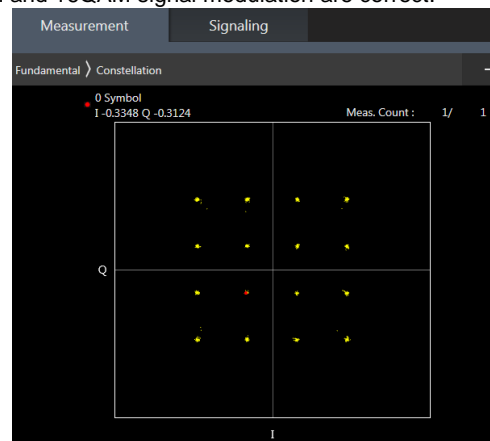 and 16QAM signal modulation are correct.
Measurement Signaling
Fundamental 〉 Constellation
0 Symbol
I -0.3348 Q -0.3124 Meas. Count : 1/ 1
Q
I